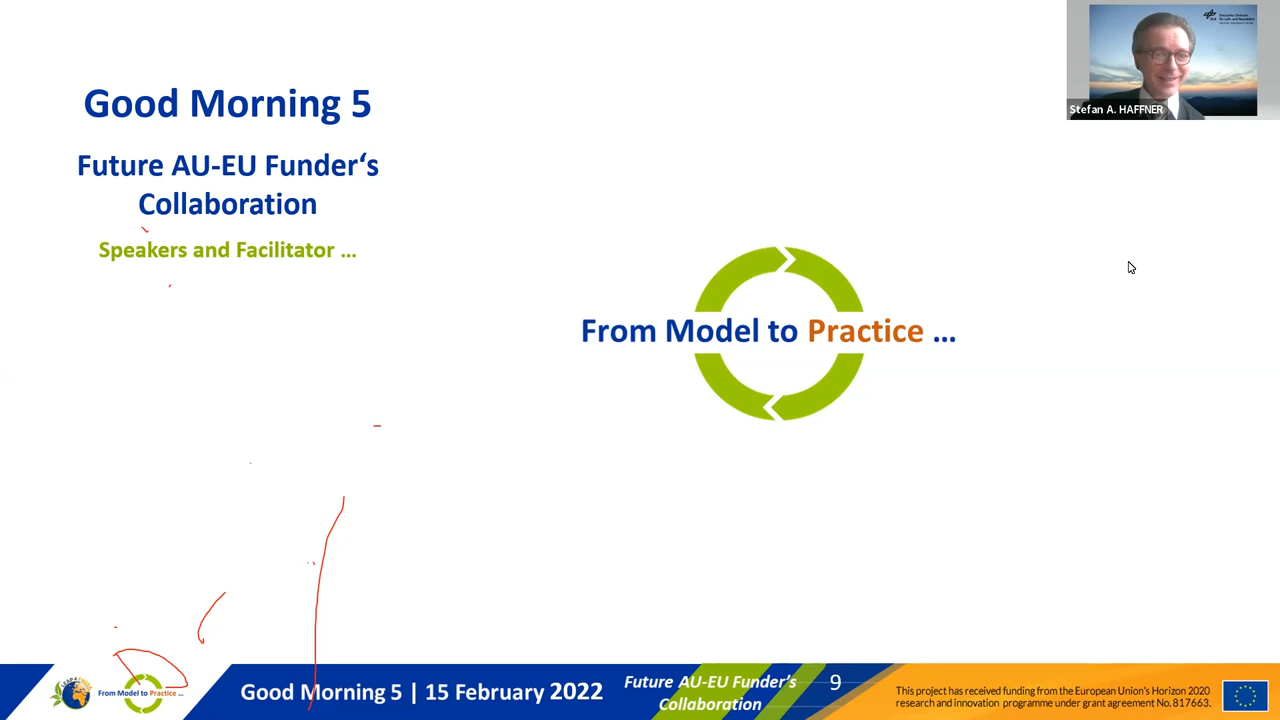 Good Morning 5
Future AU-EU Funder‘s
Collaboration
Speakers and Facilitator ...
From Model to Practice ...
Stefan A. HAFFNER
From Model to Practice ...
Good Morning 5 | 15 February 2022
Future AU-EU Funder’s
Collaboration
9
This project has received funding from the European Union's Horizon 2020
research and innovation programme under grant agreement No. 817663.